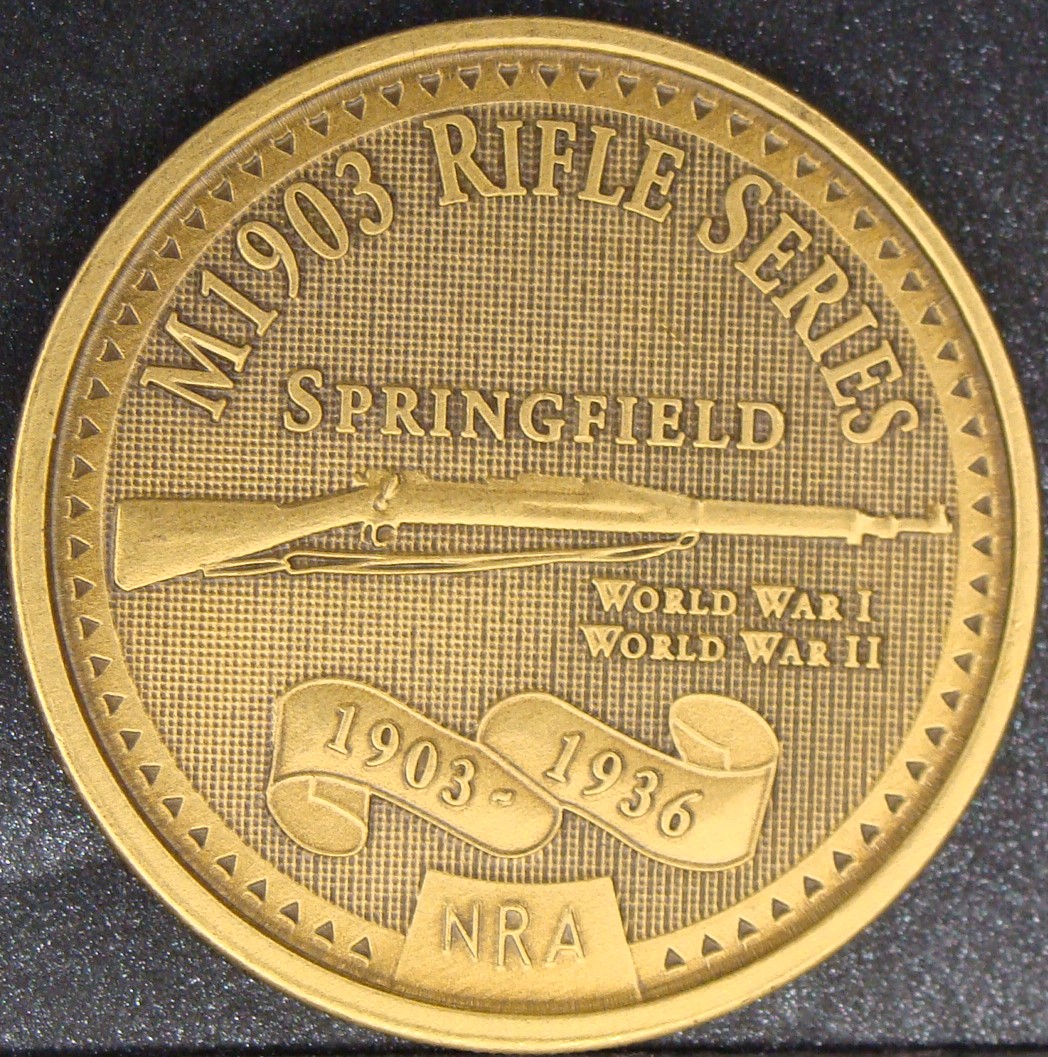 M1903 RIFLE SERIES
SPRINGFIELD
WORLD WAR I
WORLD WAR II
1903 - 1936
NRA